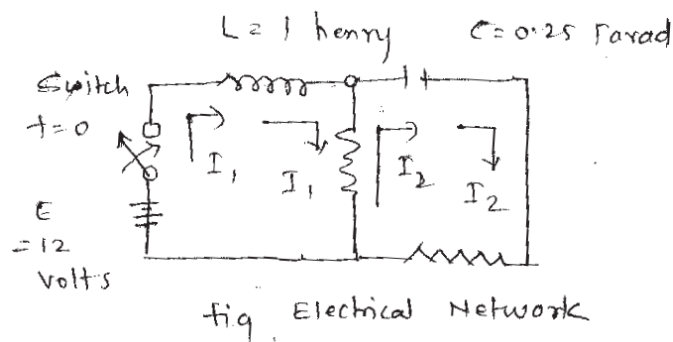 L = 1 henry
C = 0.25 Farad
Switch
t = 0
I1
I1
I2
I2
E
= 12
Volts
fig Electrical Network